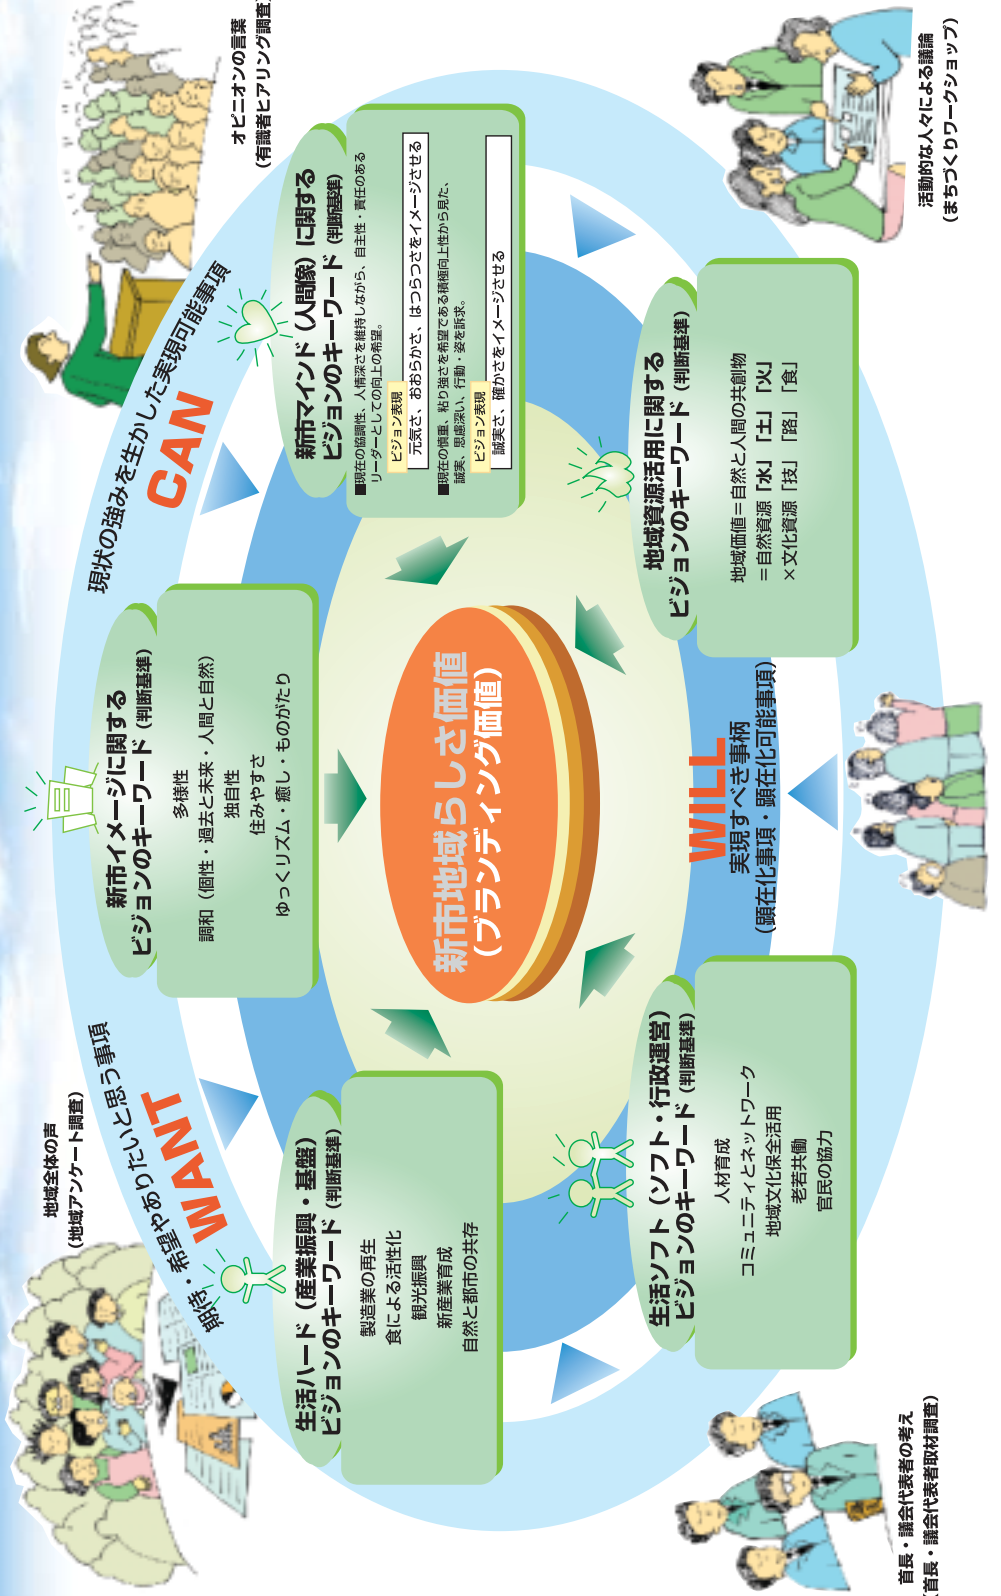 地域全体の声
（地域アンケート調査）
オピニオンの言葉
（有識者ヒアリング調査）
期待・希望やありたいと思う事項
WANT
現状の強みを生かした実現可能事項
CAN
新市イメージに関する
ビジョンのキーワード（判断基準）
多様性
調和（個性・過去と未来・人間と自然）
独自性
住みやすさ
ゆっくリズム・癒し・ものがたり
生活ハード（産業振興・基盤）
ビジョンのキーワード（判断基準）
製造業の再生
食による活性化
観光振興
新産業育成
自然と都市の共存
新市マインド（人間像）に関する
ビジョンのキーワード（判断基準）
■現在の協調性、人情深さを維持しながら、自主性・責任のある
リーダーとしての向上の希望。
ビジョン表現
元気さ、おおらかさ、はつらつさをイメージさせる
■現在の慎重、粘り強さを希望である積極向上性から見た、
誠実、思慮深い、行動・姿を訴求。
ビジョン表現
誠実さ、確かさをイメージさせる
新市地域らしさ価値
（ブランディング価値）
生活ソフト（ソフト・行政運営）
ビジョンのキーワード（判断基準）
人材育成
コミュニティとネットワーク
地域文化保全活用
老若共働
官民の協力
地域資源活用に関する
ビジョンのキーワード（判断基準）
地域価値＝自然と人間の共創物
＝自然資源「水」「土」「火」
×文化資源「技」「路」「食」
WILL
実現すべき事柄
（顕在化事項・顕在化可能事項）
首長・議会代表者の考え
（首長・議会代表者取材調査）
活動的な人々による議論
（まちづくりワークショップ）